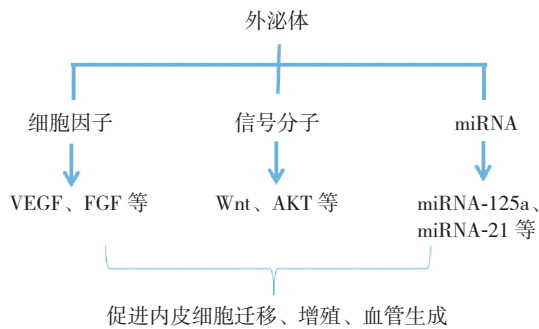 外泌体
细胞因子 信号分子 miRNA
VEGF、FGF 等 Wnt、AKT 等 miRNA-125a、
miRNA-21 等
促进内皮细胞迁移、增殖、血管生成